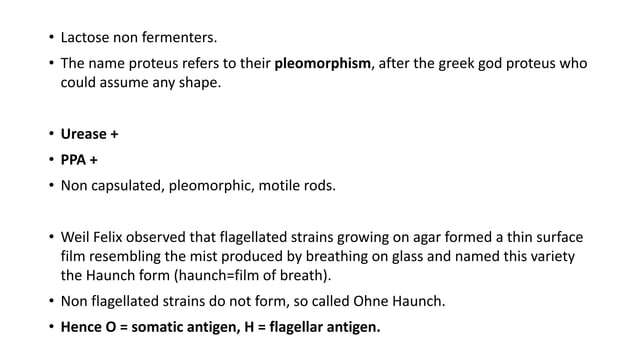 • Lactose non fermenters.
• The name proteus refers to their pleomorphism, after the greek god proteus who
could assume any shape.
• Urease +
• PPA +
• Non capsulated, pleomorphic, motile rods.
• Weil Felix observed that flagellated strains growing on agar formed a thin surface
film resembling the mist produced by breathing on glass and named this variety
the Haunch form (haunch=film of breath).
• Non flagellated strains do not form, so called Ohne Haunch.
• Hence O = somatic antigen, H = flagellar antigen.